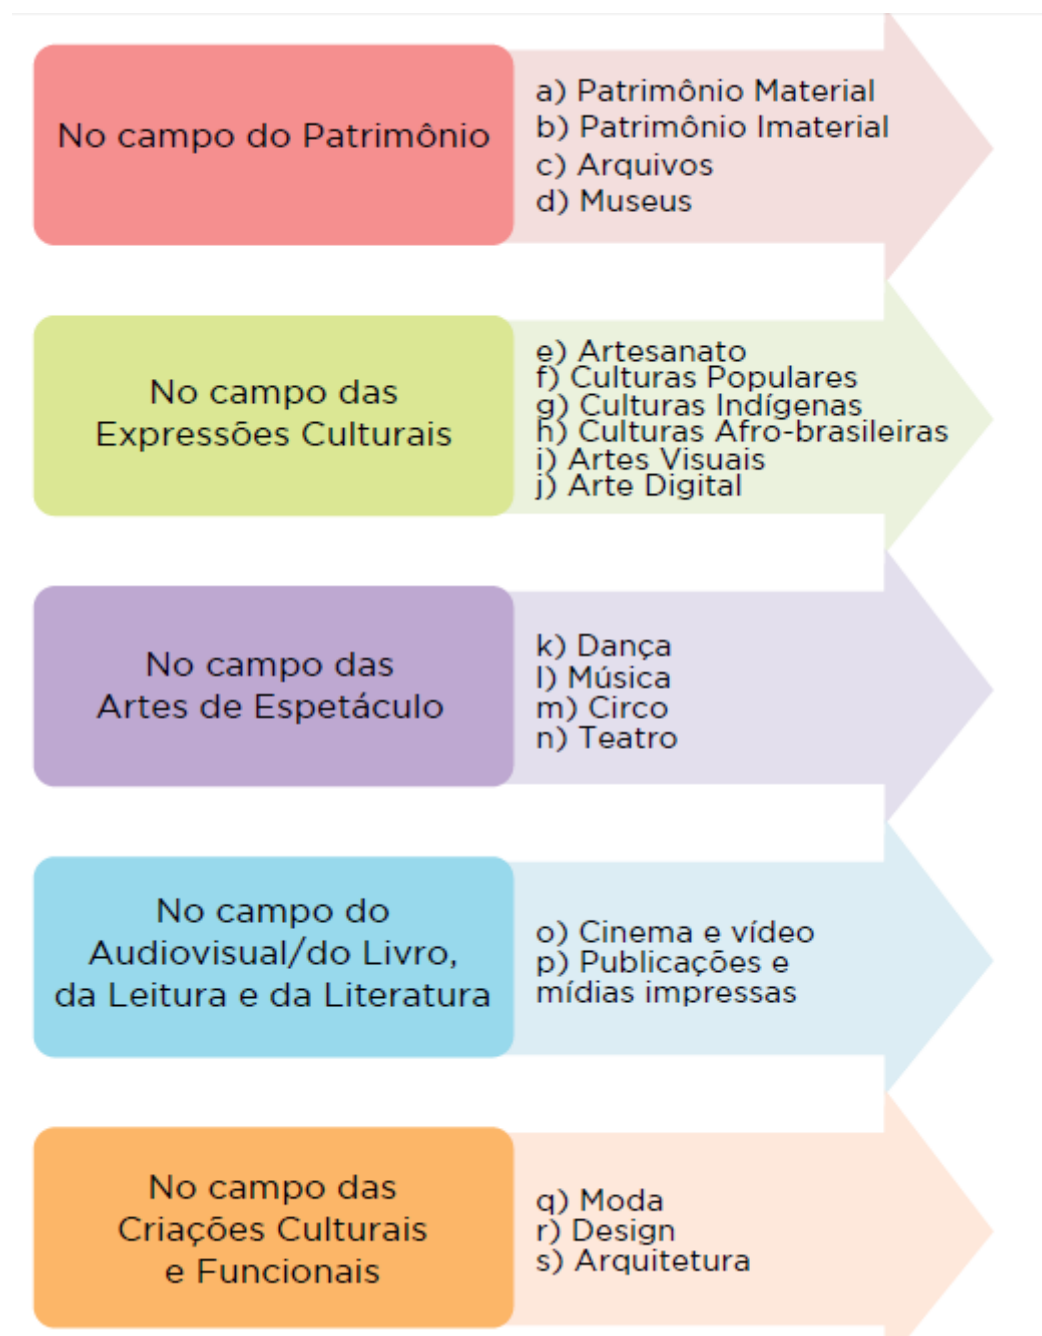 No campo do Patrimônio
a) Patrimônio Material
b) Patrimônio Imaterial
c) Arquivos
d) Museus
No campo das
Expressões Culturais
e) Artesanato
f) Culturas Populares
g) Culturas Indígenas
h) Culturas Afro-brasileiras
i) Artes Visuais
j) Arte Digital
No campo das
Artes de Espetáculo
k) Dança
l) Música
m) Circo
n) Teatro
No campo do
Audiovisual/do Livro,
da Leitura e da Literatura
o) Cinema e vídeo
p) Publicações e
mídias impressas
No campo das
Criações Culturais
e Funcionais
q) Moda
r) Design
s) Arquitetura